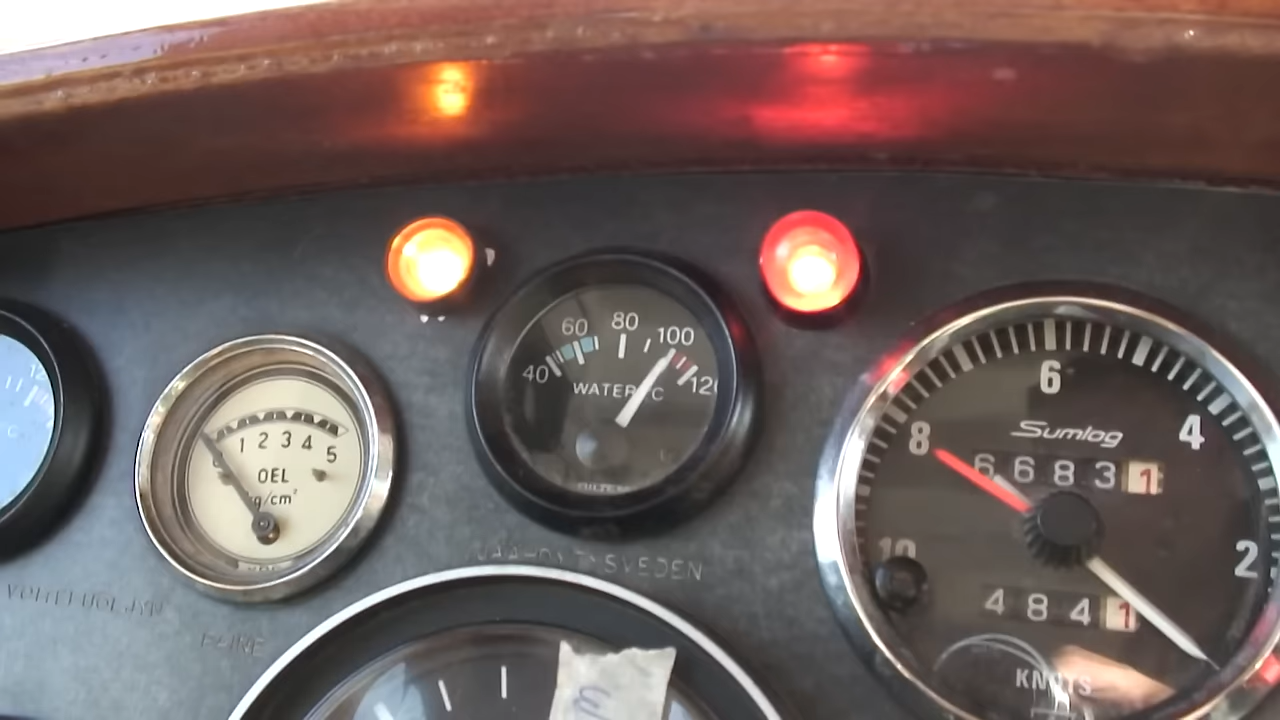 60 80 100
40 120
WATER °C
1 2 3 4 5
OEL
kg/cm²
SWEDEN
6
8 4
Sumlog
6 6 8 3 1
10 2
4 8 4 1
KNOTS